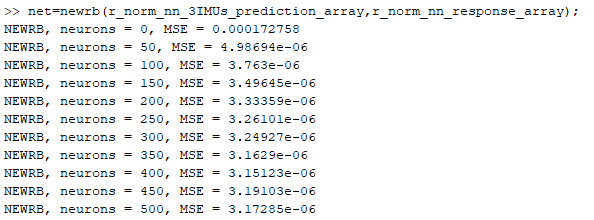 >> net=newrb(r_norm_nn_3IMUs_prediction_array,r_norm_nn_response_array);
NEWRB, neurons = 0, MSE = 0.000172758
NEWRB, neurons = 50, MSE = 4.98694e-06
NEWRB, neurons = 100, MSE = 3.763e-06
NEWRB, neurons = 150, MSE = 3.49645e-06
NEWRB, neurons = 200, MSE = 3.33359e-06
NEWRB, neurons = 250, MSE = 3.26101e-06
NEWRB, neurons = 300, MSE = 3.24927e-06
NEWRB, neurons = 350, MSE = 3.1629e-06
NEWRB, neurons = 400, MSE = 3.15123e-06
NEWRB, neurons = 450, MSE = 3.19103e-06
NEWRB, neurons = 500, MSE = 3.17285e-06